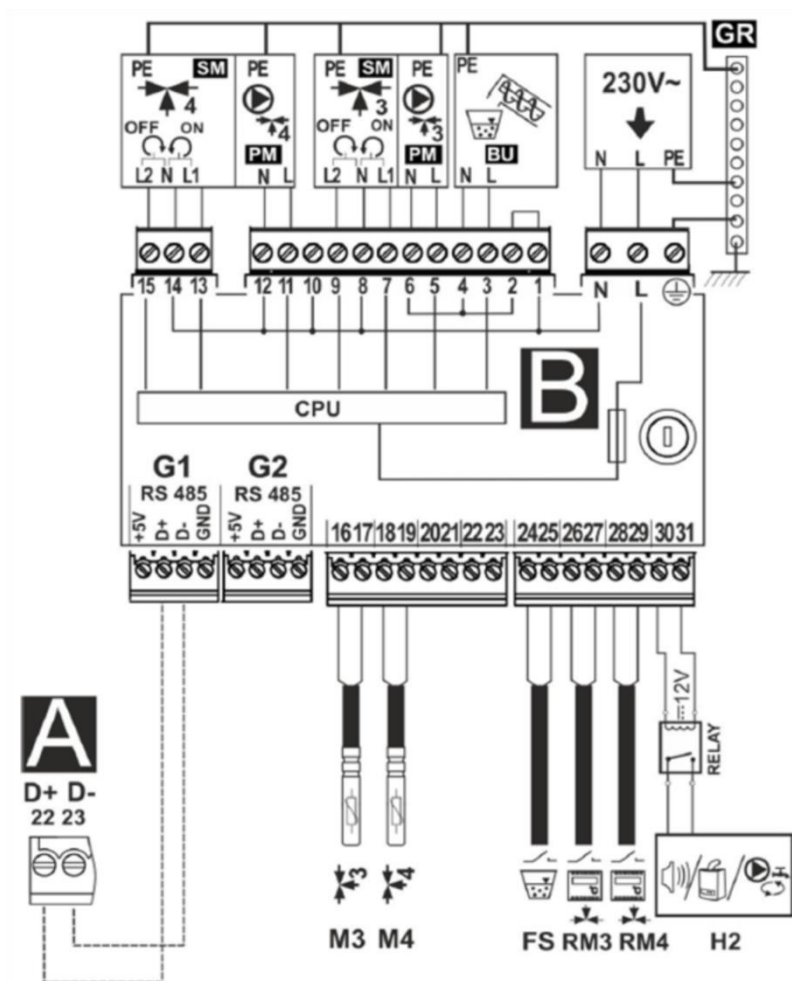 GR
PE SM PE PE SM PE PE
4 3 230V~
OFF ON 4 OFF ON 3
PM PM BU
L2 N L1 N L L2 N L1 N L N L N L PE
15 14 13 12 11 10 9 8 7 6 5 4 3 2 1 N L
B
CPU
G1 G2
RS 485 RS 485
+5V D+ D- GND +5V D+ D- GND 16 17 18 19 20 21 22 23 24 25 26 27 28 29 30 31
12V
A
RELAY
D+ D-
22 23
3 4
M3 M4 FS RM3 RM4 H2